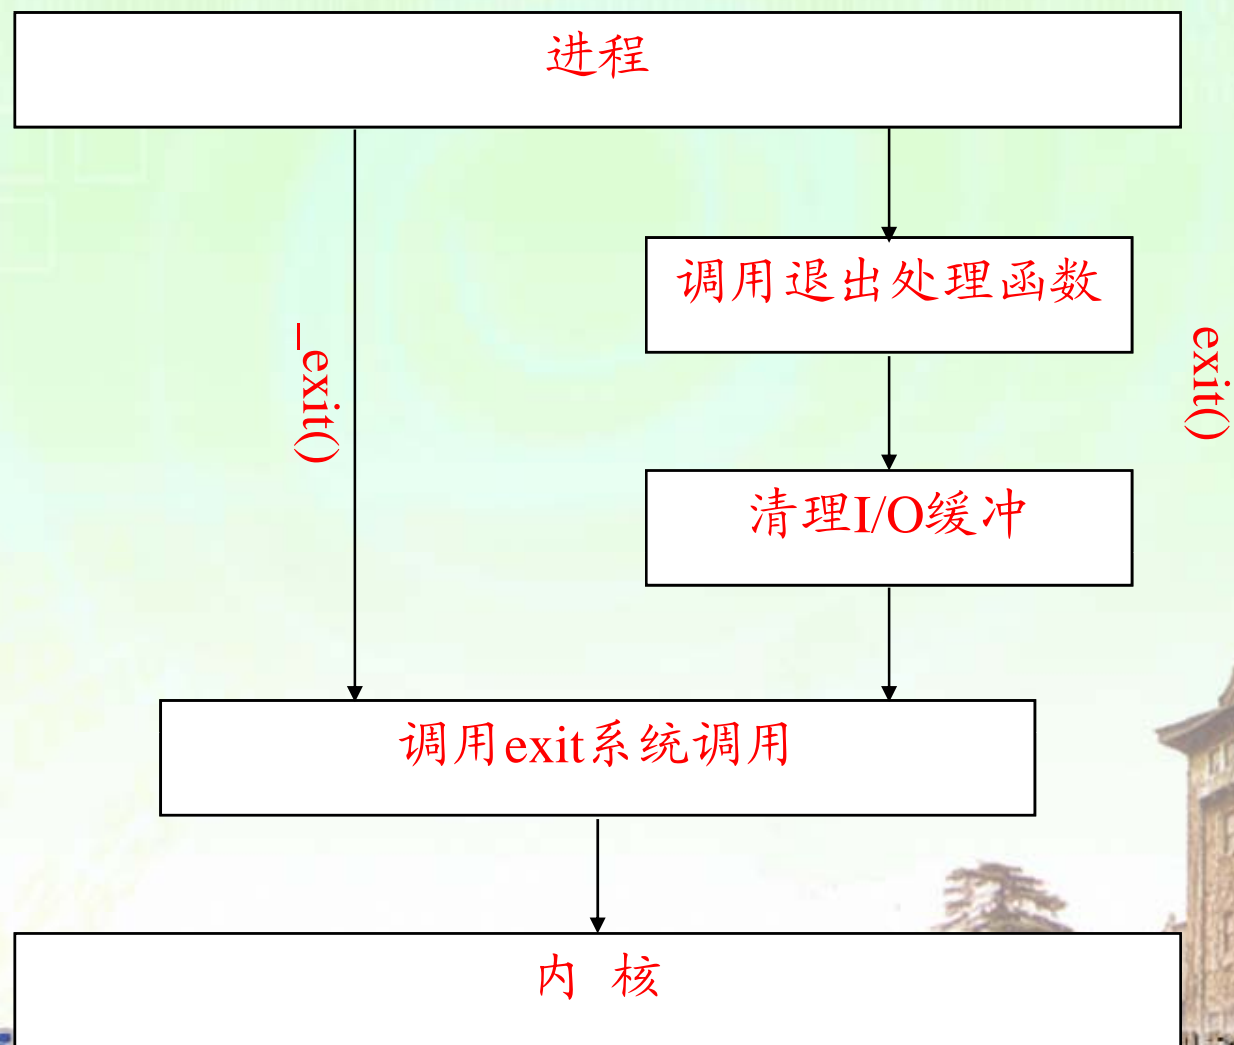 进程
调用退出处理函数
_exit()
exit()
清理I/O缓冲
调用exit系统调用
内 核